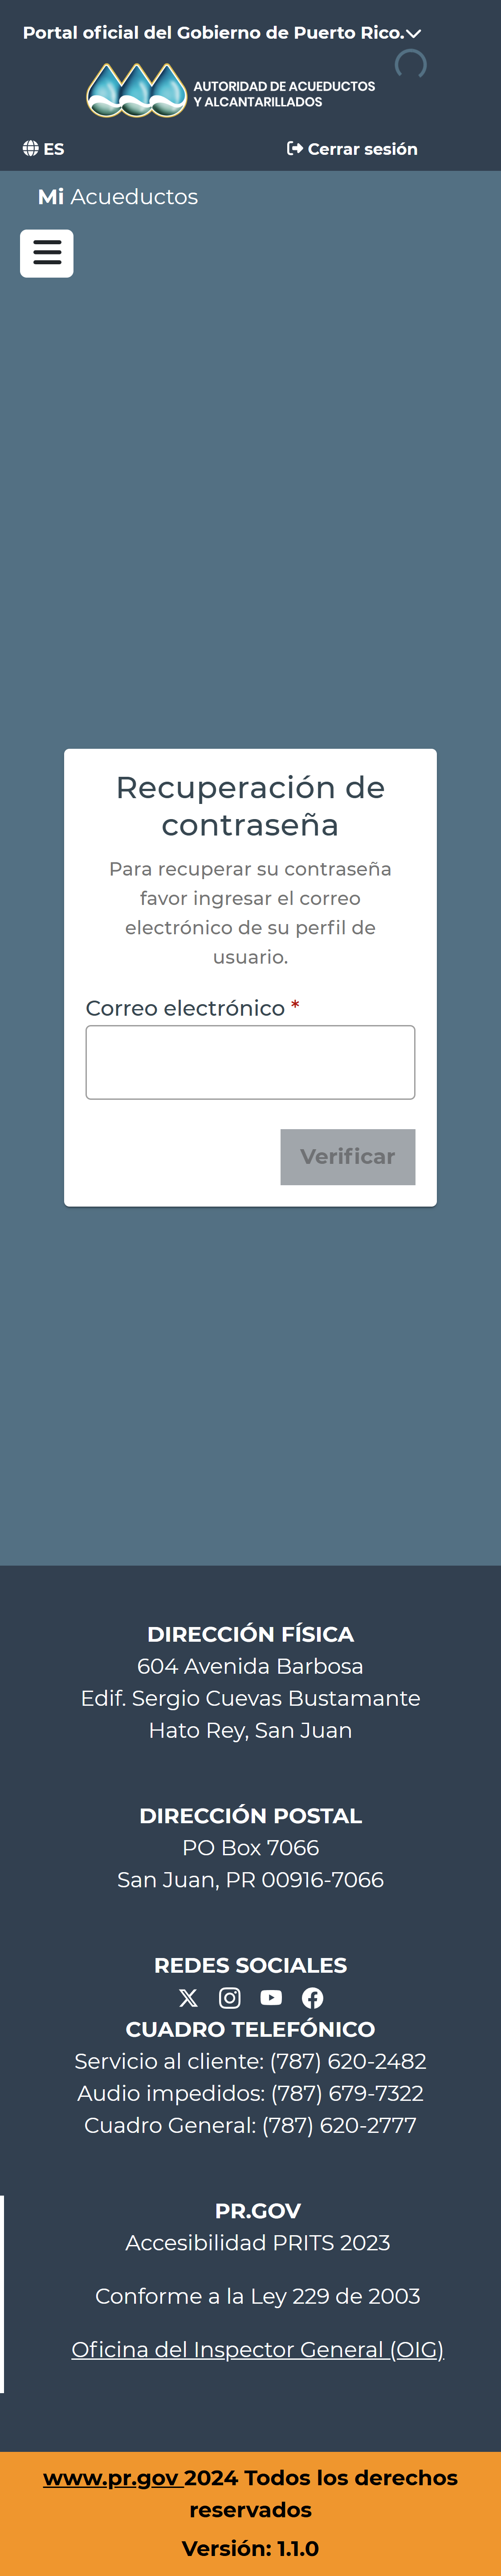 Portal oficial del Gobierno de Puerto Rico.
AUTORIDAD DE ACUEDUCTOS
Y ALCANTARILLADOS
ES
Cerrar sesión
Mi Acueductos
Recuperación de
contraseña
Para recuperar su contraseña
favor ingresar el correo
electrónico de su perfil de
usuario.
Correo electrónico *
Verificar
DIRECCIÓN FÍSICA
604 Avenida Barbosa
Edif. Sergio Cuevas Bustamante
Hato Rey, San Juan
DIRECCIÓN POSTAL
PO Box 7066
San Juan, PR 00916-7066
REDES SOCIALES
CUADRO TELEFÓNICO
Servicio al cliente: (787) 620-2482
Audio impedidos: (787) 679-7322
Cuadro General: (787) 620-2777
PR.GOV
Accesibilidad PRITS 2023
Conforme a la Ley 229 de 2003
Oficina del Inspector General (OIG)
www.pr.gov 2024 Todos los derechos
reservados
Versión: 1.1.0